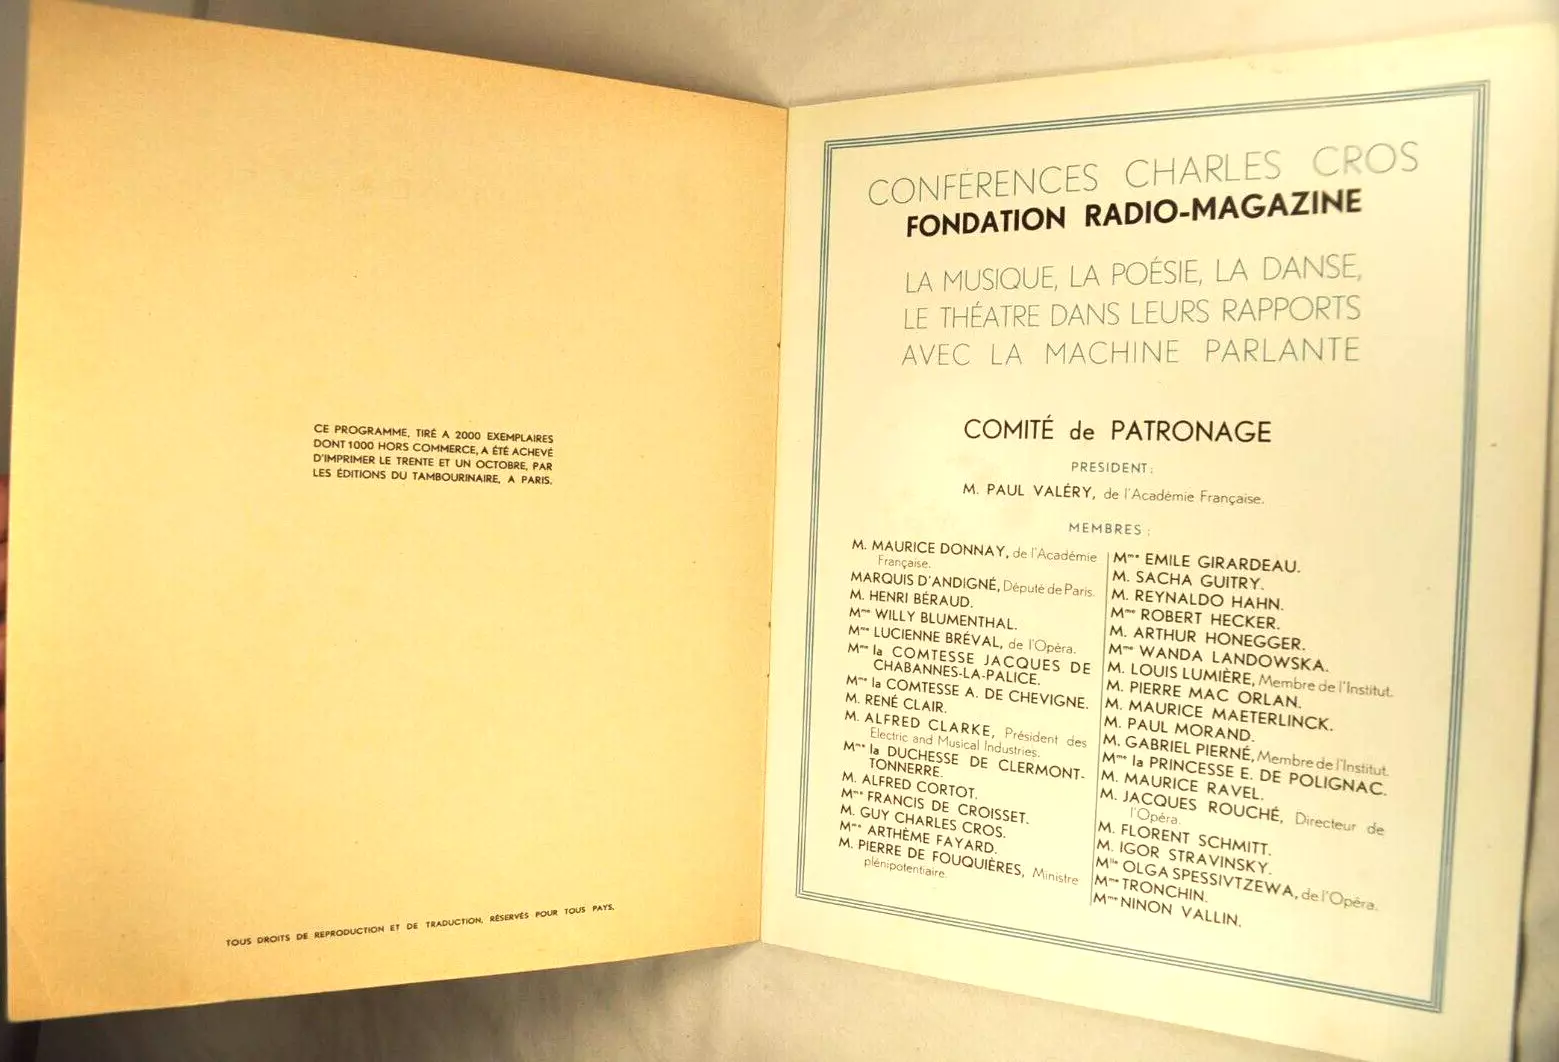 CE PROGRAMME, TIRÉ A 2000 EXEMPLAIRES
DONT 1000 HORS COMMERCE, A ÉTÉ ACHEVÉ
D'IMPRIMER LE TRENTE ET UN OCTOBRE, PAR
LES ÉDITIONS DU TAMBOURINAIRE, A PARIS.
TOUS DROITS DE REPRODUCTION ET DE TRADUCTION, RÉSERVÉS POUR TOUS PAYS.
CONFÉRENCES CHARLES CROS
FONDATION RADIO-MAGAZINE
LA MUSIQUE, LA POÉSIE, LA DANSE,
LE THÉATRE DANS LEURS RAPPORTS
AVEC LA MACHINE PARLANTE
COMITÉ de PATRONAGE
PRESIDENT :
M. PAUL VALÉRY, de l'Académie Française.
MEMBRES :
M. MAURICE DONNAY, de l'Académie
Française.
MARQUIS D'ANDIGNÉ, Député de Paris.
M. HENRI BÉRAUD.
Mme WILLY BLUMENTHAL.
Mme LUCIENNE BRÉVAL, de l'Opéra.
Mme la COMTESSE JACQUES DE
CHABANNES-LA-PALICE.
Mme la COMTESSE A. DE CHEVIGNE.
M. RENÉ CLAIR.
M. ALFRED CLARKE, Président des
Electric and Musical Industries.
Mme la DUCHESSE DE CLERMONT-
TONNERRE.
M. ALFRED CORTOT.
Mme FRANCIS DE CROISSET.
M. GUY CHARLES CROS.
Mme ARTHÈME FAYARD.
M. PIERRE DE FOUQUIÈRES, Ministre
plénipotentiaire.
Mme EMILE GIRARDEAU.
M. SACHA GUITRY.
M. REYNALDO HAHN.
Mme ROBERT HECKER.
M. ARTHUR HONEGGER.
Mme WANDA LANDOWSKA.
M. LOUIS LUMIÈRE, Membre de l'Institut.
M. PIERRE MAC ORLAN.
M. MAURICE MAETERLINCK.
M. PAUL MORAND.
M. GABRIEL PIERNÉ, Membre de l'Institut.
Mme la PRINCESSE E. DE POLIGNAC.
M. MAURICE RAVEL.
M. JACQUES ROUCHÉ, Directeur de
l'Opéra.
M. FLORENT SCHMITT.
M. IGOR STRAVINSKY.
Mlle OLGA SPESSIVTZEWA, de l'Opéra.
Mme TRONCHIN.
Mme NINON VALLIN.